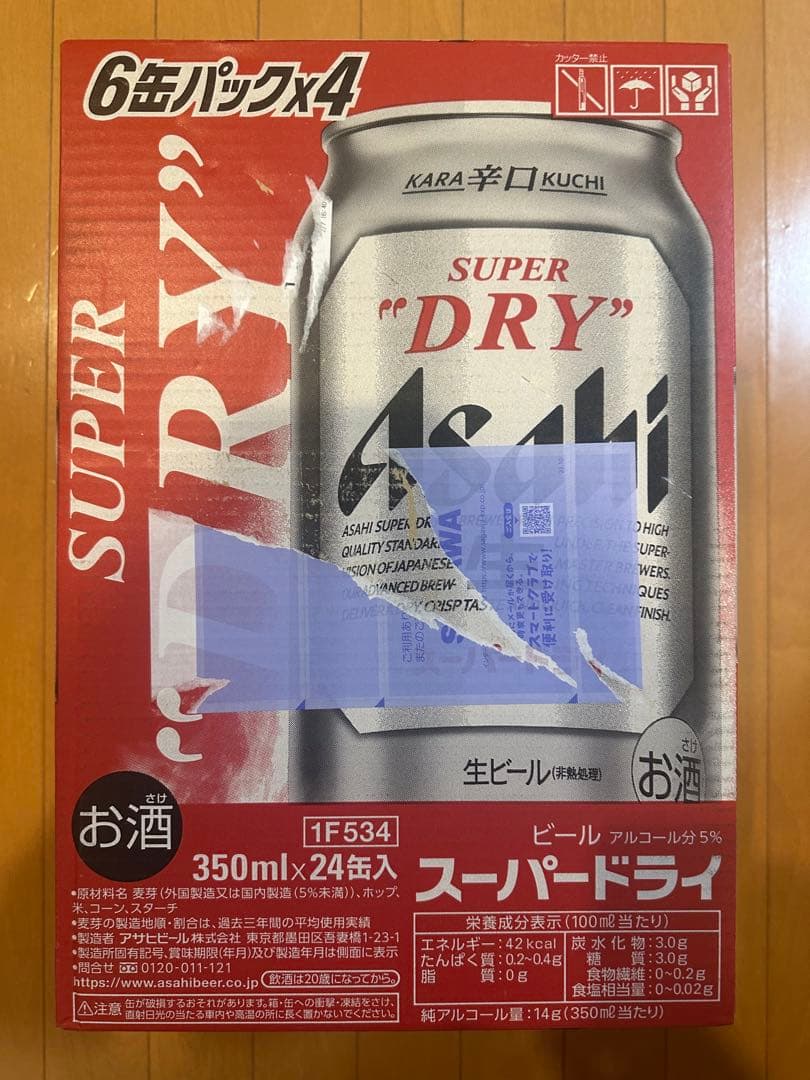 6缶パックx4
カッター禁止
SUPER
"DRY"
KARA 辛口 KUCHI
SUPER
"DRY"
Asahi
ASAHI SUPER DR
QUALITY STANDAR
VISION OF JAPANESE
ADVANCED BREW-
CRISP TASTE
TO HIGH
SUPER-
BREWERS.
TECHNIQUES
FINISH.
ご利用あり
またのご
スマートクラブで
便利に受け取り!
生ビール(非熱処理)
さけ
お酒
さけ
お酒
1F534
350ml×24缶入
ビール アルコール分5%
スーパードライ
•原材料名 麦芽(外国製造又は国内製造(5%未満))、ホップ、
米、コーン、スターチ
•麦芽の製造地順・割合は、過去三年間の平均使用実績
•製造者 アサヒビール株式会社 東京都墨田区吾妻橋1-23-1
•製造所固有記号、賞味期限(年月)及び製造年月は側面に表示
•問合せ 0120-011-121
https://www.asahibeer.co.jp 飲酒は20歳になってから。
注意 缶が破損するおそれがあります。箱・缶への衝撃・凍結をさけ、
直射日光の当たる車内や高温の所に長く置かないでください。
栄養成分表示(100ml当たり)
エネルギー:42kcal
たんぱく質:0.2~0.4g
脂質:0g
炭水化物:3.0g
糖質:3.0g
食物繊維:0~0.2g
食塩相当量:0~0.02g
純アルコール量:14g(350ml当たり)